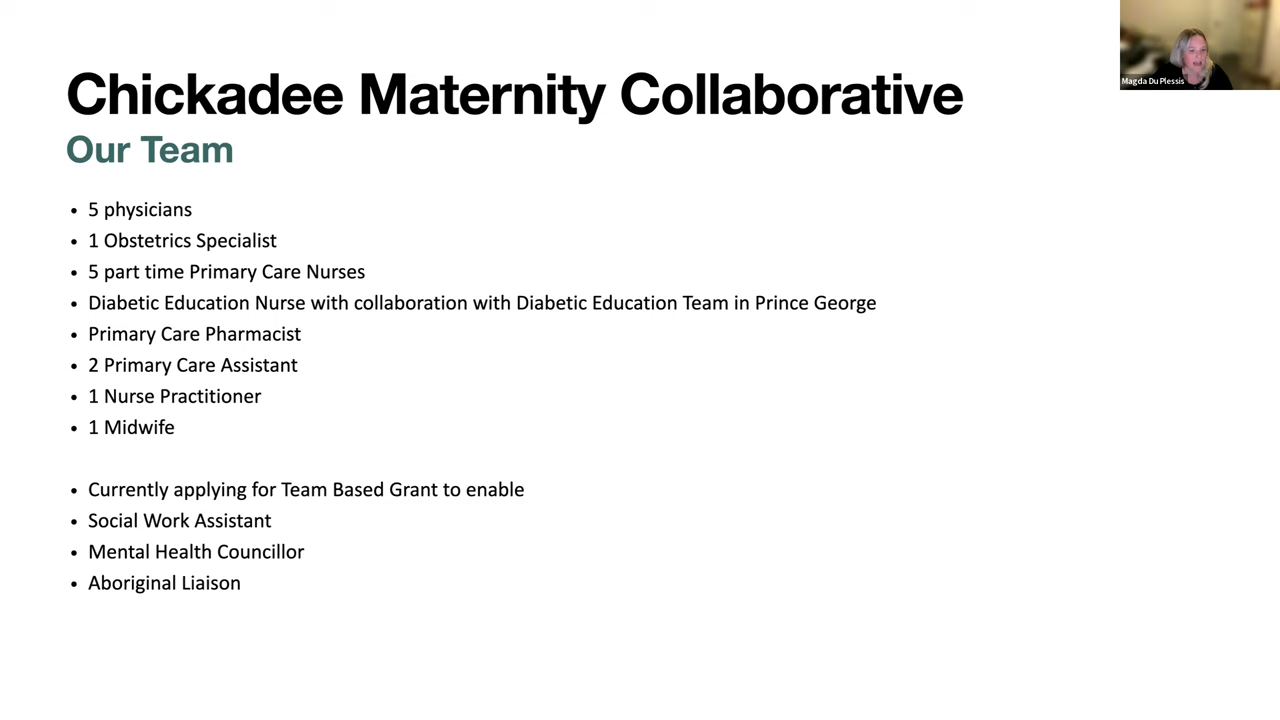 Chickadee Maternity Collaborative
Our Team
Magda Du Plessis
• 5 physicians
• 1 Obstetrics Specialist
• 5 part time Primary Care Nurses
• Diabetic Education Nurse with collaboration with Diabetic Education Team in Prince George
• Primary Care Pharmacist
• 2 Primary Care Assistant
• 1 Nurse Practitioner
• 1 Midwife
• Currently applying for Team Based Grant to enable
• Social Work Assistant
• Mental Health Councillor
• Aboriginal Liaison